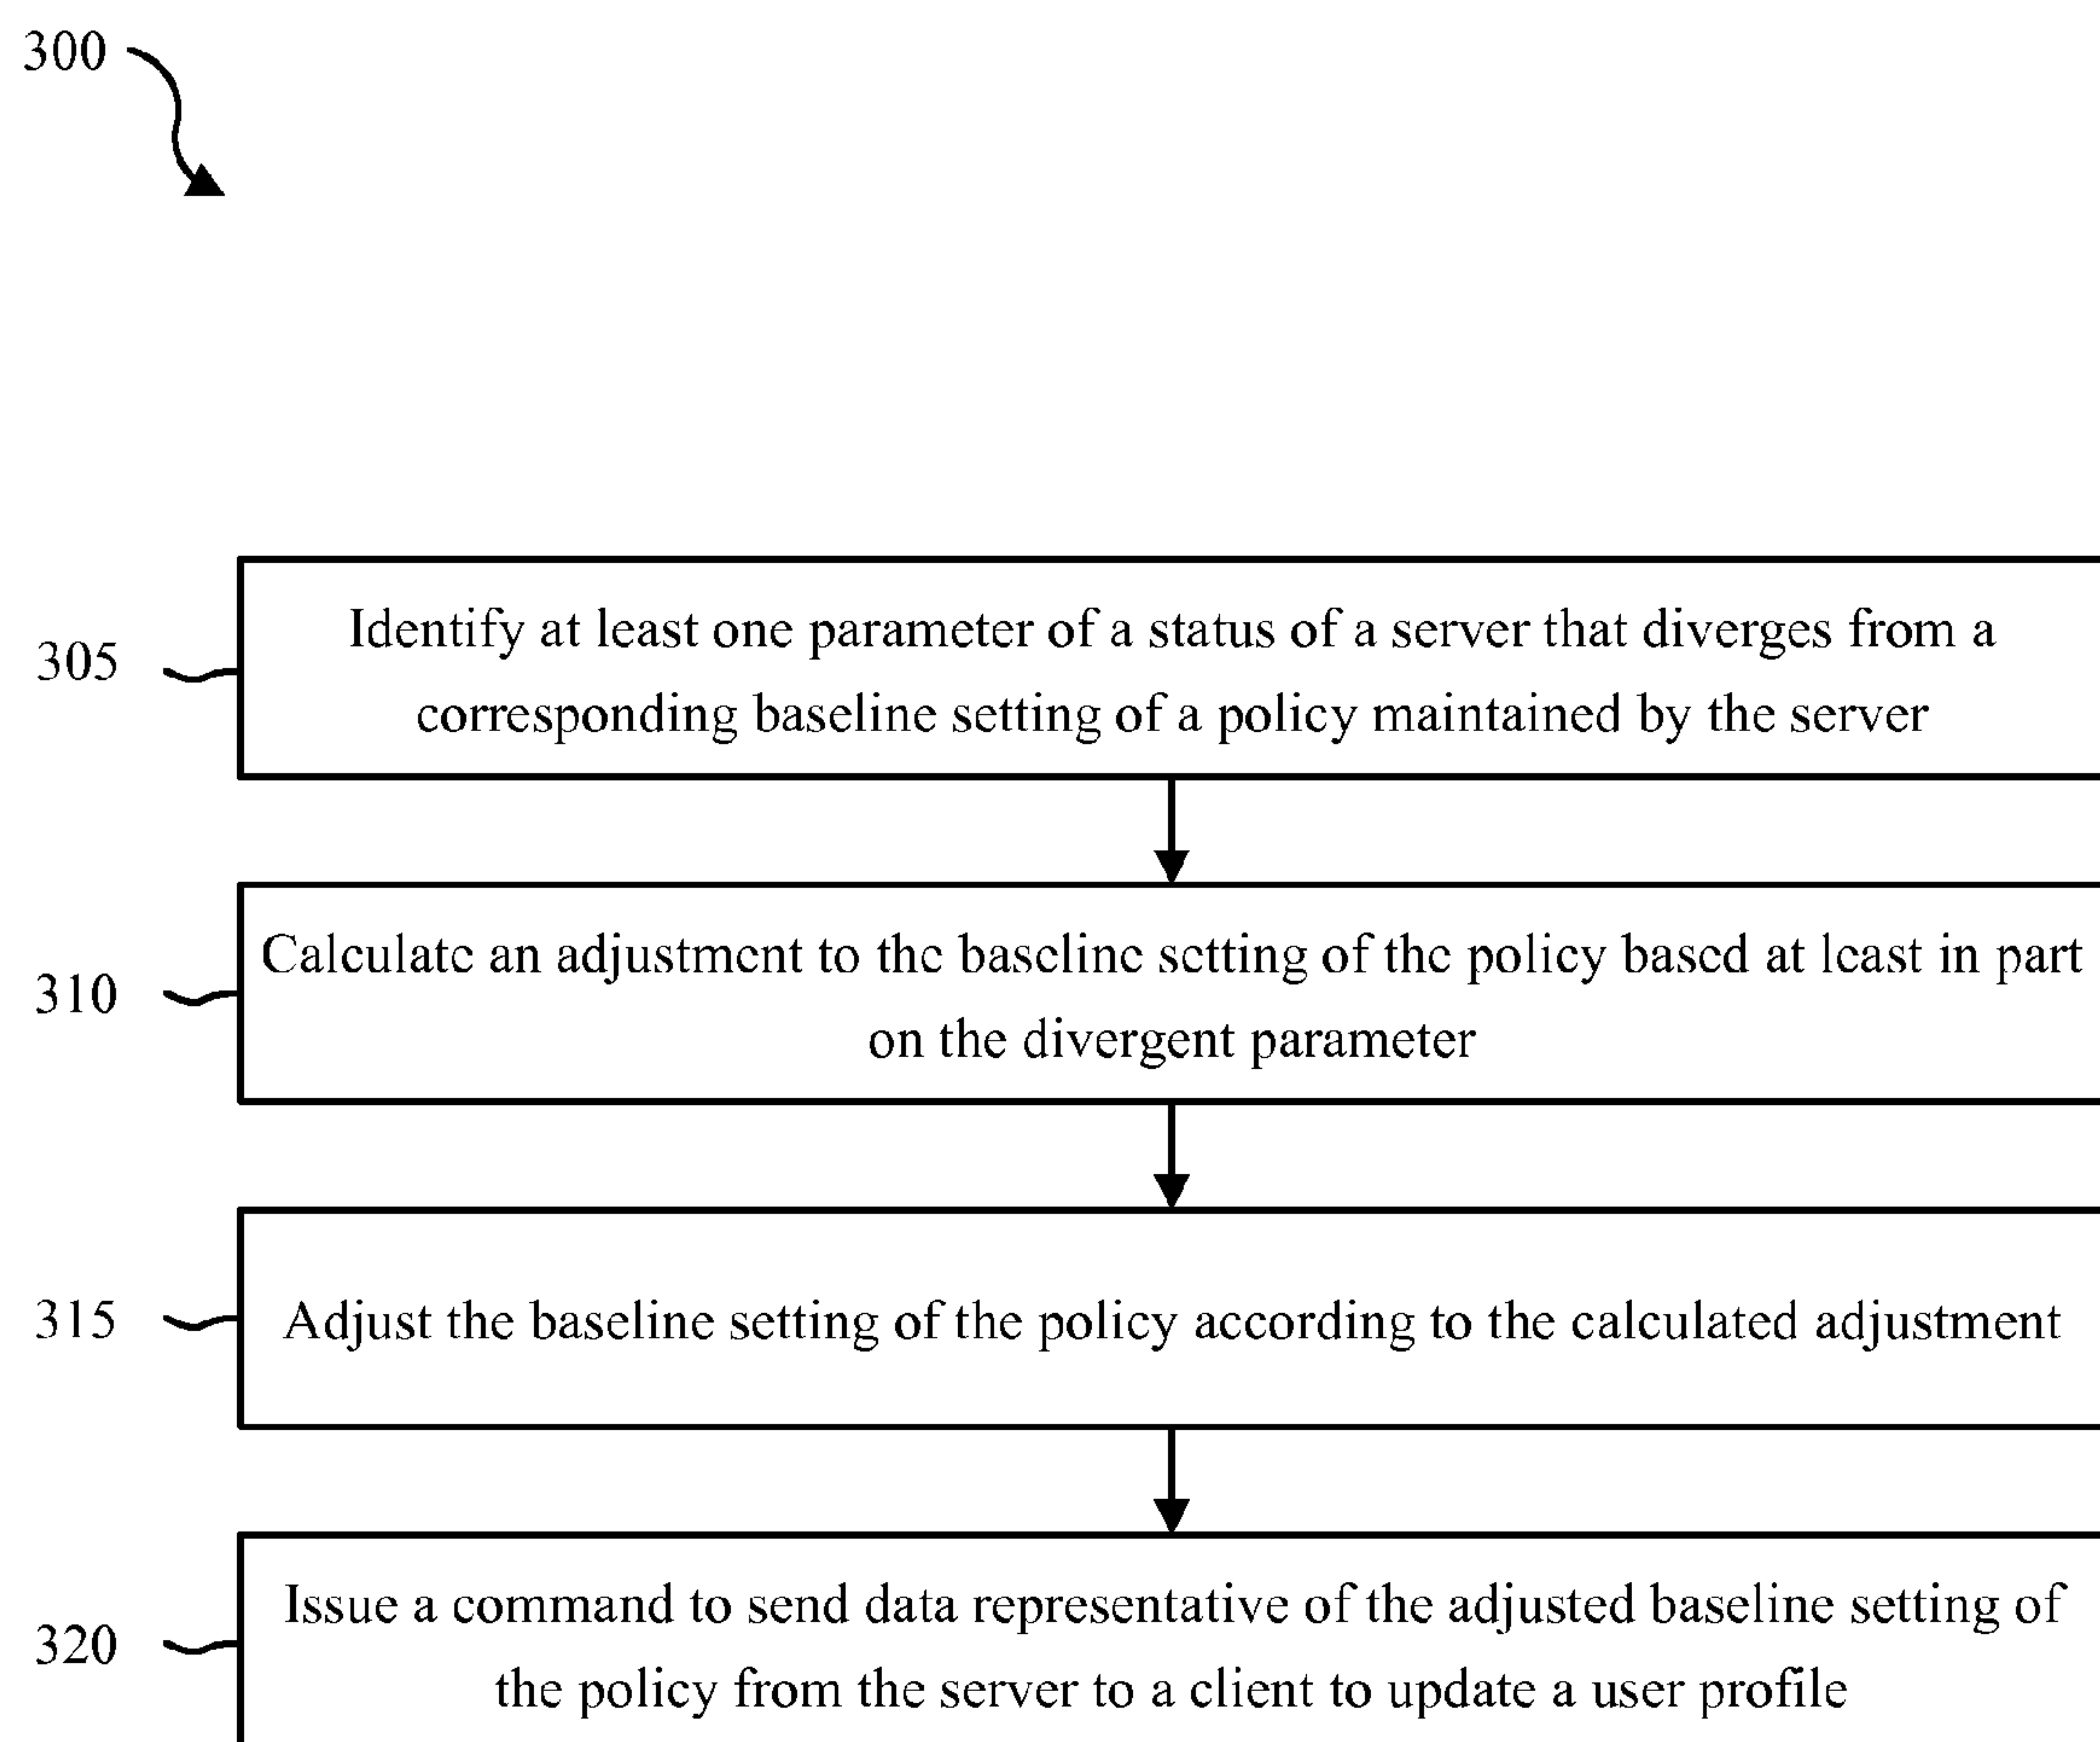 300
305
Identify at least one parameter of a status of a server that diverges from a
corresponding baseline setting of a policy maintained by the server
310
Calculate an adjustment to the baseline setting of the policy based at least in part
on the divergent parameter
315
Adjust the baseline setting of the policy according to the calculated adjustment
320
Issue a command to send data representative of the adjusted baseline setting of
the policy from the server to a client to update a user profile